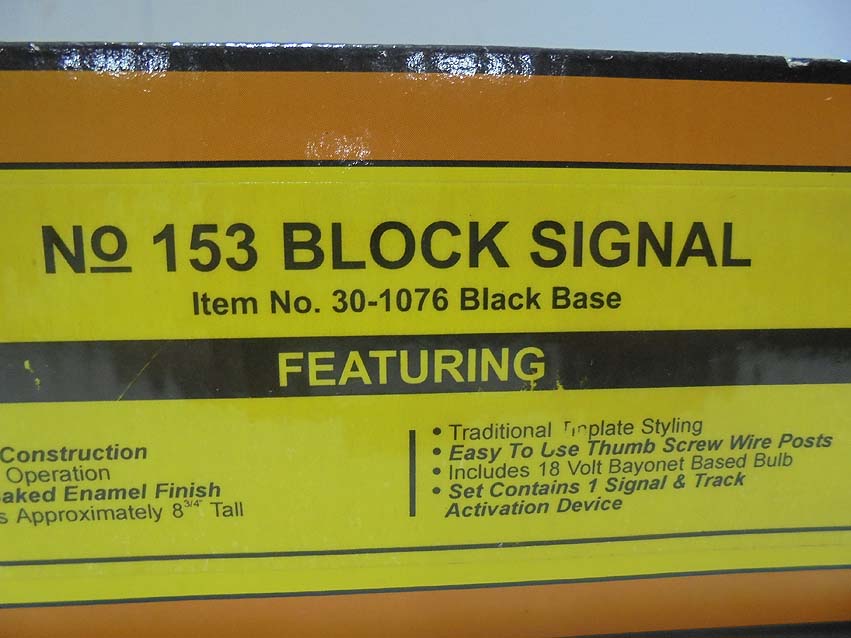 No 153 BLOCK SIGNAL
Item No. 30-1076 Black Base
FEATURING
Construction
Operation
aked Enamel Finish
s Approximately 8 3/4" Tall
• Traditional Tinplate Styling
• Easy To Use Thumb Screw Wire Posts
• Includes 18 Volt Bayonet Based Bulb
• Set Contains 1 Signal & Track
Activation Device